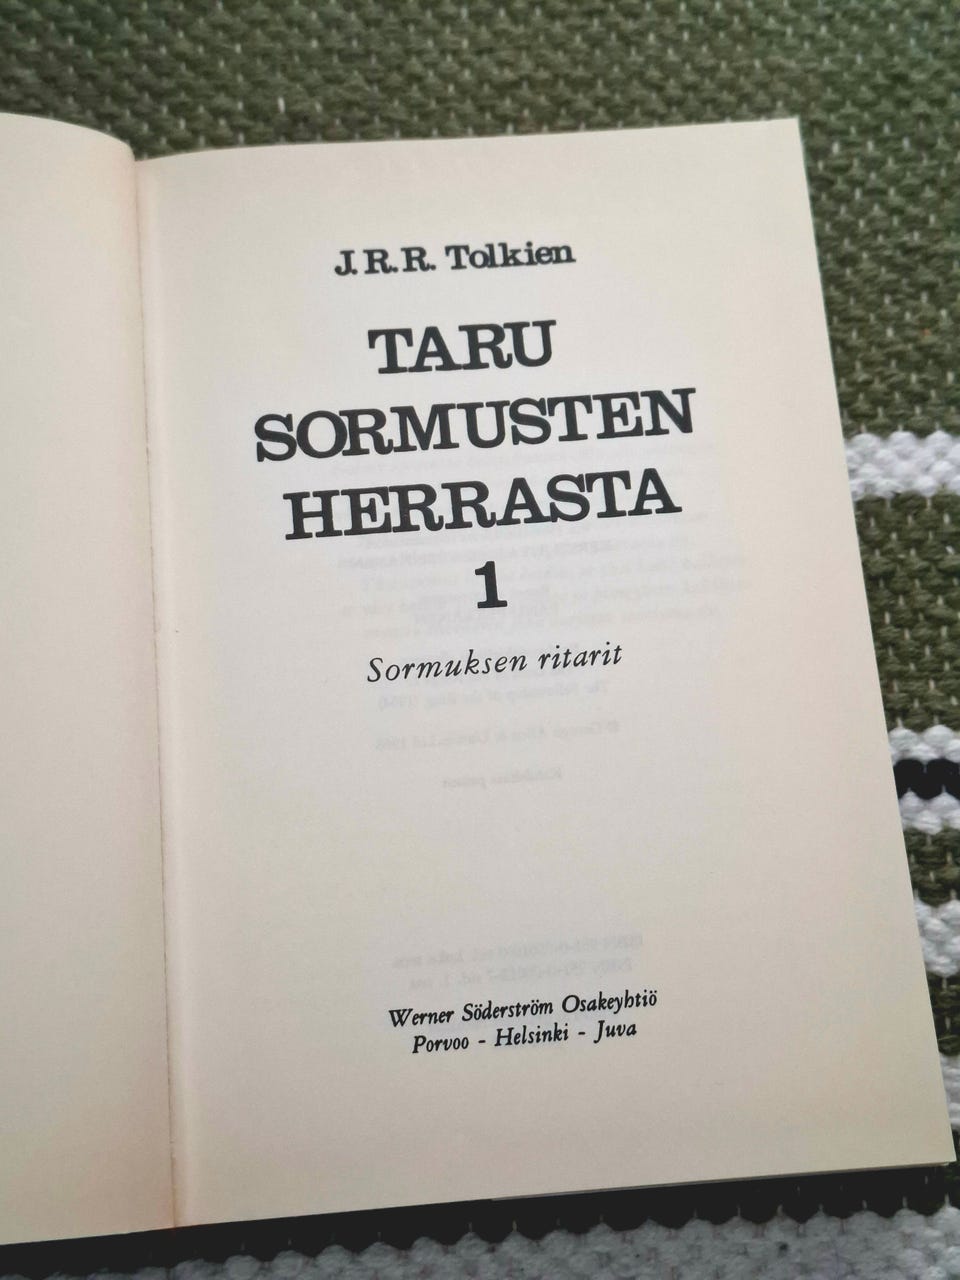 J.R.R. Tolkien
TARU
SORMUSTEN
HERRASTA
1
Sormuksen ritarit
Werner Söderström Osakeyhtiö
Porvoo - Helsinki - Juva